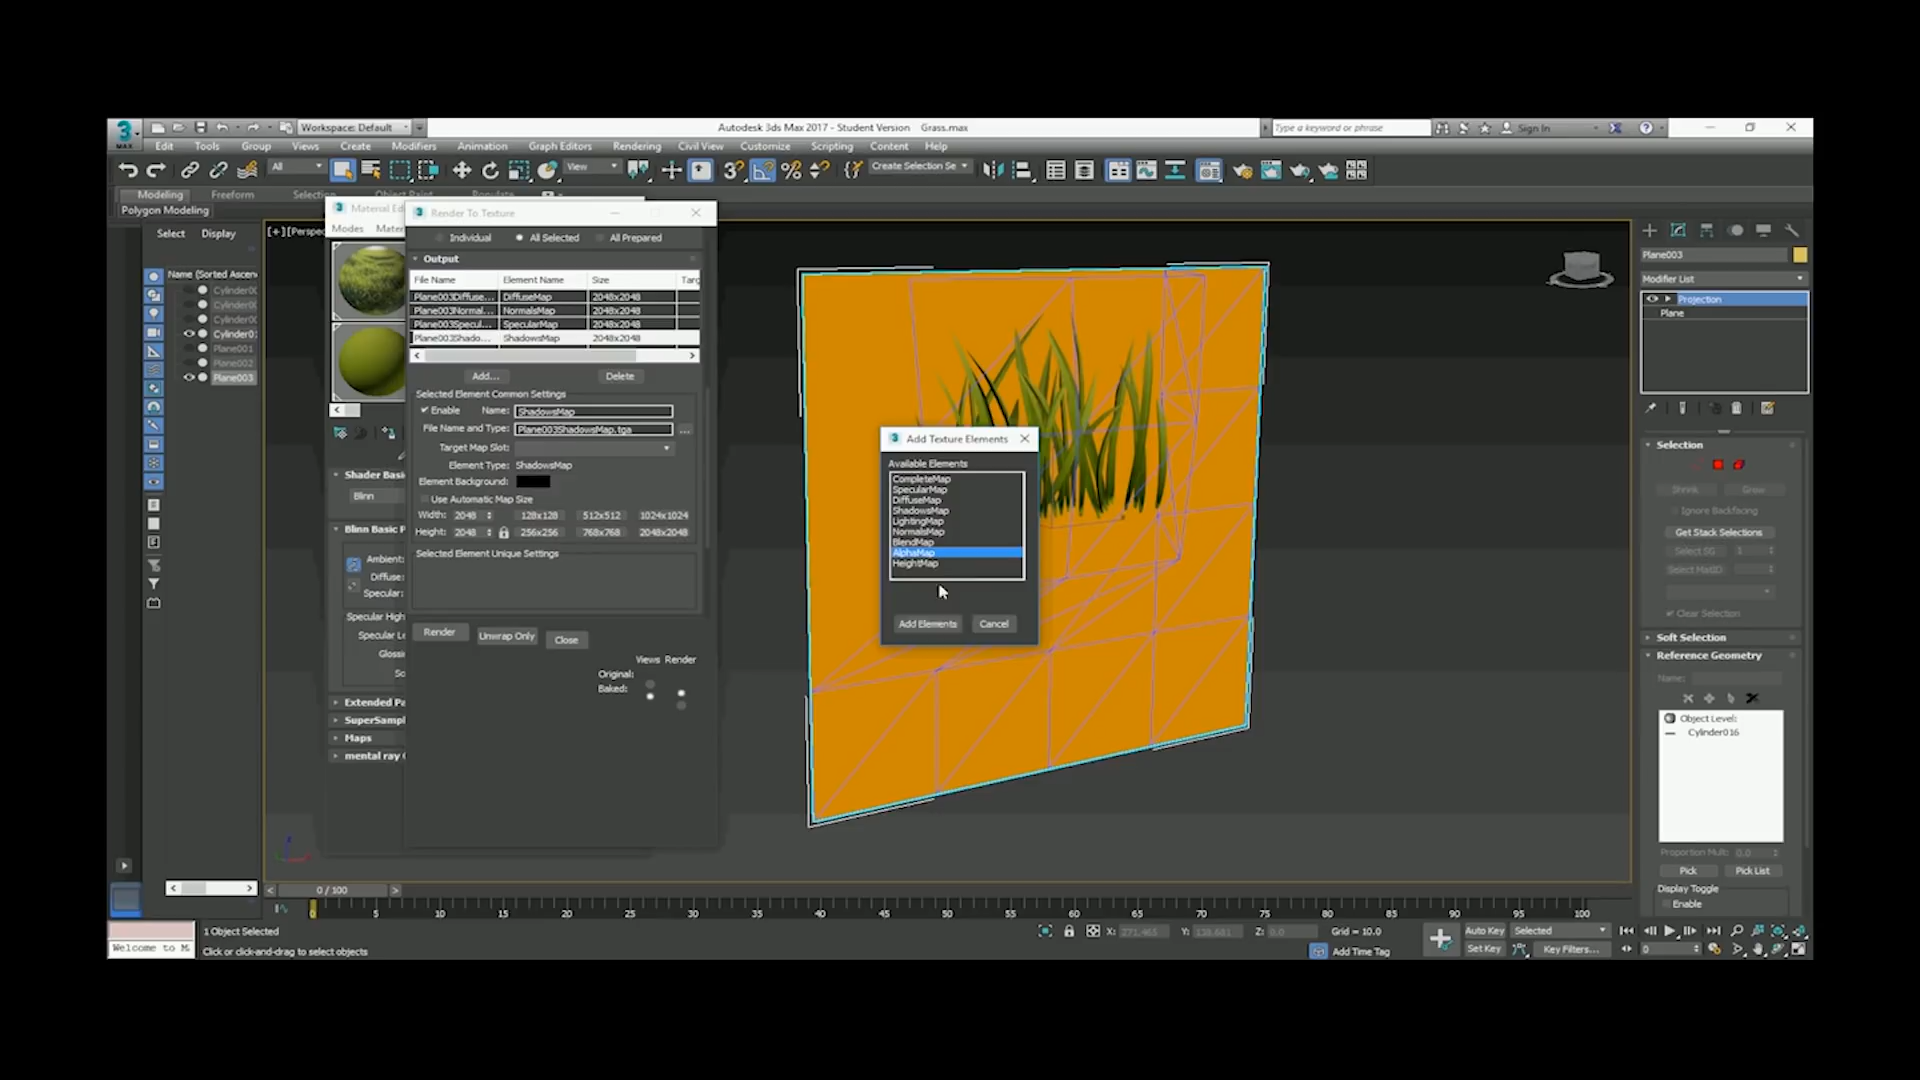 Workspace: Default
Autodesk 3ds Max 2017 - Student Version Grass.max
Type a keyword or phrase
Sign In
MAX
Edit Tools Group Views Create Modifiers Animation Graph Editors Rendering Civil View Customize Scripting Content Help
All
View
Create Selection Se
Modeling Freeform Selection Object Paint Populate
Polygon Modeling
Select Display
Name (Sorted Ascen
Cylinder0
Cylinder0
Cylinder0
Cylinder0
Plane001
Plane002
Plane003
Material Ed
Modes Mater
Shader Basi
Blinn
Blinn Basic P
Ambient:
Diffuse:
Specular:
Specular High
Specular Le
Glossi
So
Extended Pa
SuperSampl
Maps
mental ray C
Render To Texture
Individual All Selected All Prepared
Output
File Name Element Name Size Targ
Plane003Diffuse... DiffuseMap 2048x2048
Plane003Normal... NormalsMap 2048x2048
Plane003Specul... SpecularMap 2048x2048
Plane003Shado... ShadowsMap 2048x2048
Add... Delete
Selected Element Common Settings
Enable Name: ShadowsMap
File Name and Type: Plane003ShadowsMap.tga ...
Target Map Slot:
Element Type: ShadowsMap
Element Background:
Use Automatic Map Size
Width: 2048 128x128 512x512 1024x1024
Height: 2048 256x256 768x768 2048x2048
Selected Element Unique Settings
Render Unwrap Only Close
Views Render
Original:
Baked:
[+][Perspec
Add Texture Elements
Available Elements
CompleteMap
SpecularMap
DiffuseMap
ShadowsMap
LightingMap
NormalsMap
BlendMap
AlphaMap
HeightMap
Add Elements Cancel
Plane003
Modifier List
Projection
Plane
Selection
Shrink Grow
Ignore Backfacing
Get Stack Selections
Select SG 1
Select MatID
Clear Selection
Soft Selection
Reference Geometry
Name:
Object Level:
Cylinder016
Proportion Mult: 0.0
Pick Pick List
Display Toggle
Enable
0 / 100
0 5 10 15 20 25 30 35 40 45 50 55 60 65 70 75 80 85 90 95 100
1 Object Selected
X: 271.465 Y: 138.681 Z: 0.0 Grid = 10.0
Auto Key Selected
Welcome to M
Click or click-and-drag to select objects
Add Time Tag
Set Key Key Filters... 0